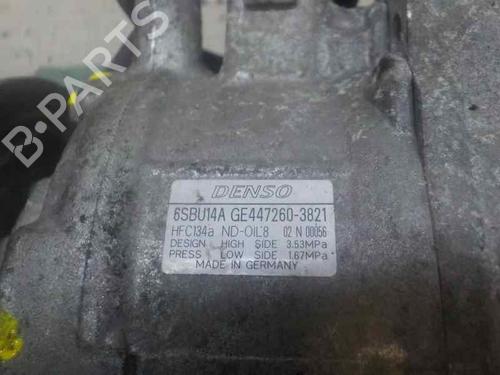 B-PARTS
DENSO
6SBU14A GE447260-3821
HFC134a ND-OIL8 02 N 00056
DESIGN HIGH SIDE 3.53MPa
PRESS LOW SIDE 1.67MPa
MADE IN GERMANY